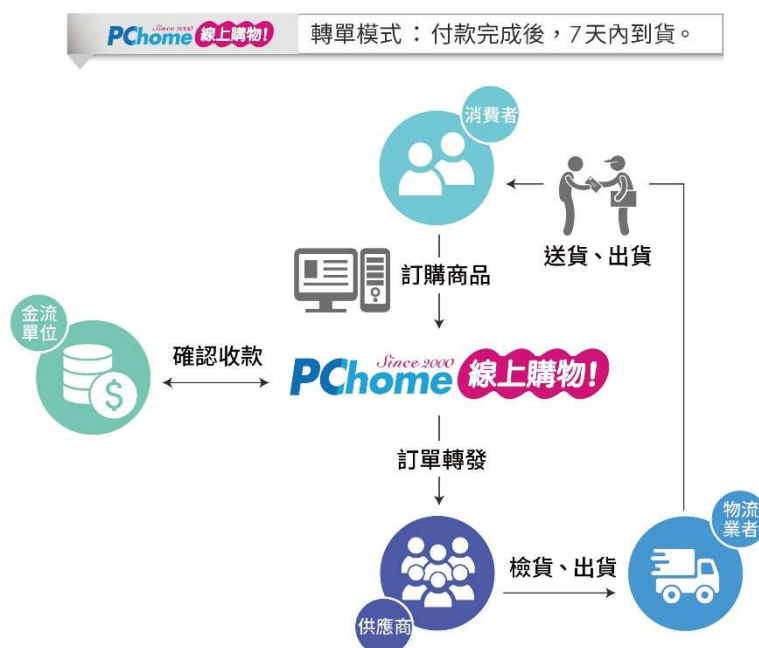 Since 2000
PChome 線上購物!
轉單模式：付款完成後，7天內到貨。
消費者
送貨、出貨
訂購商品
金流
單位
確認收款
$
Since 2000
PChome 線上購物!
訂單轉發
物流
業者
檢貨、出貨
供應商